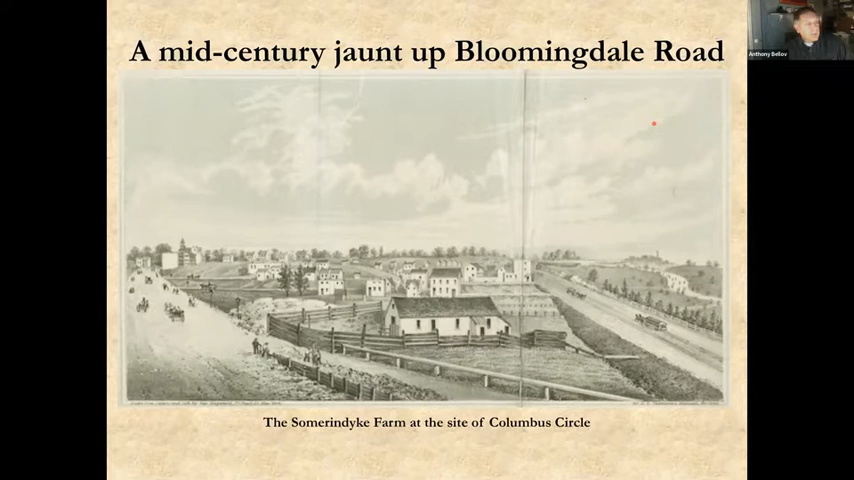 A mid-century jaunt up Bloomingdale Road
Anthony Bellov
The Somerindyke Farm at the site of Columbus Circle